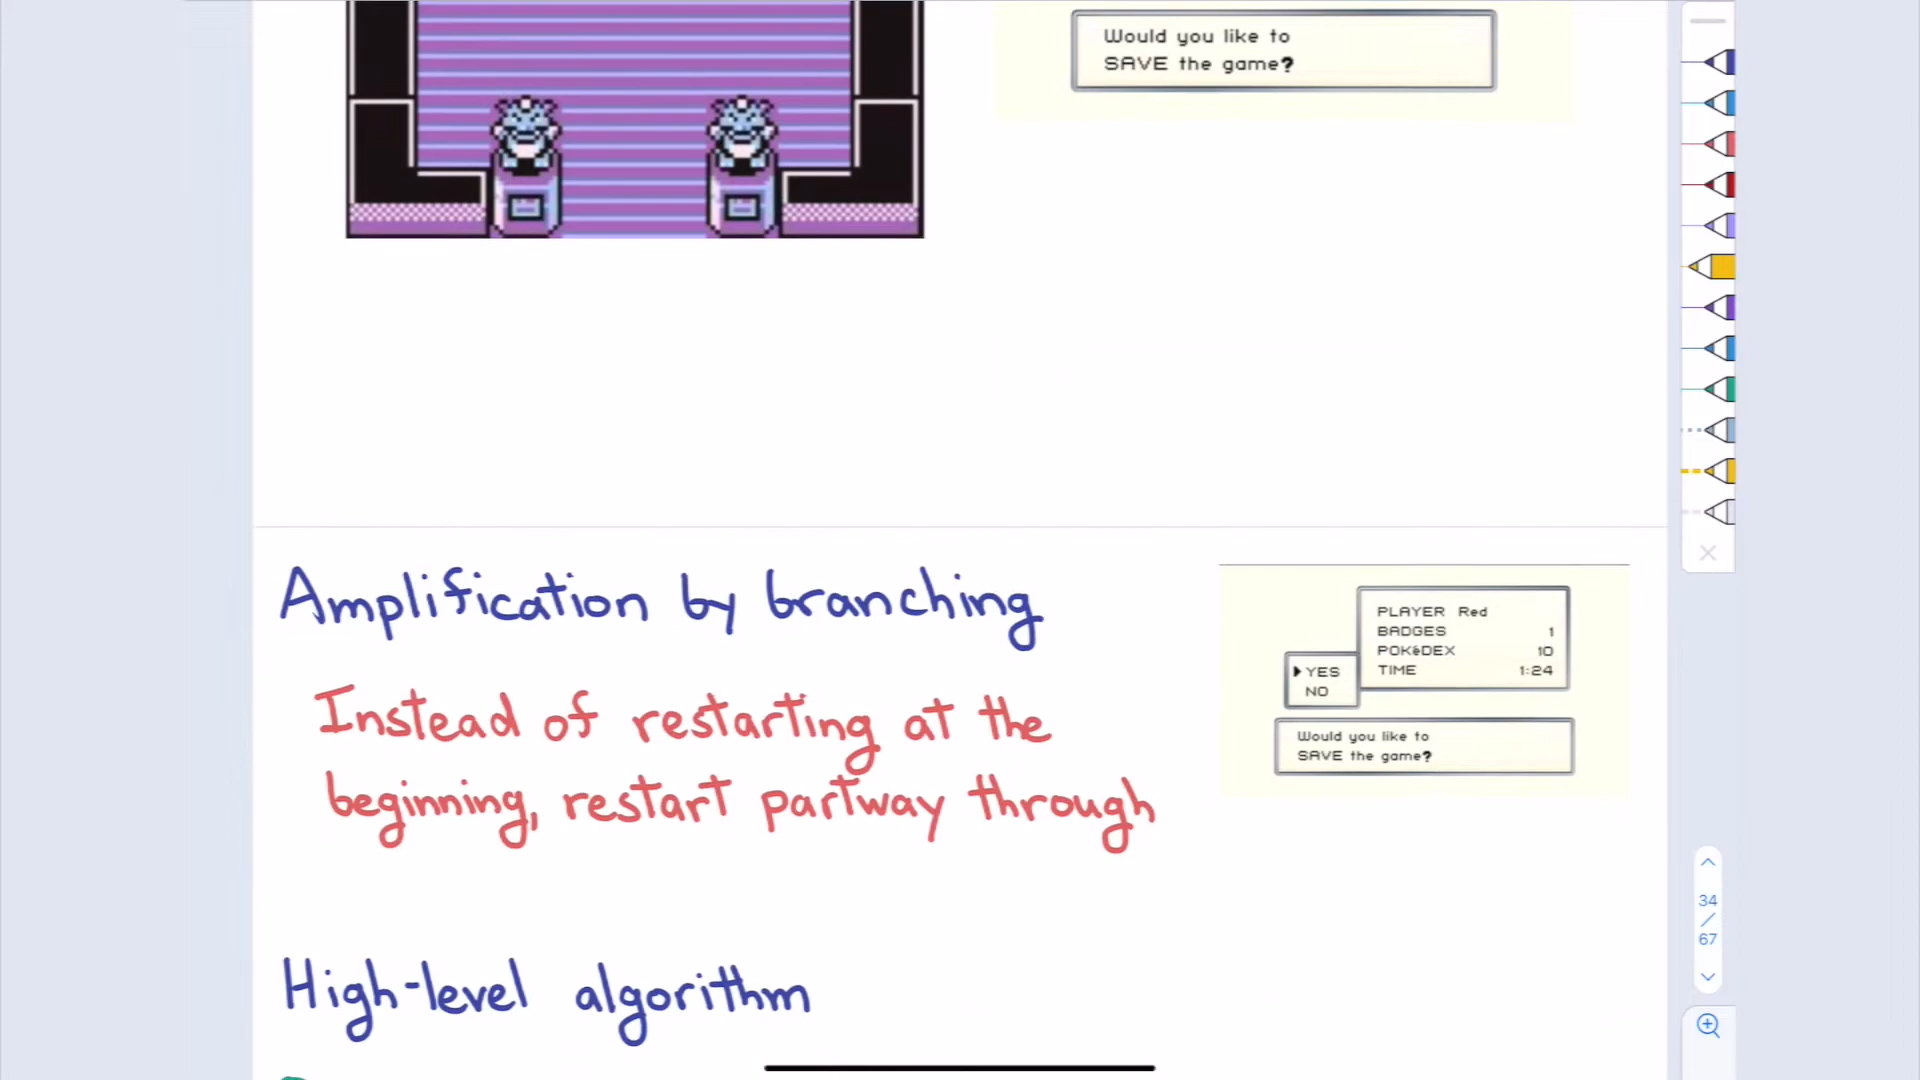 Would you like to
SAVE the game?
Amplification by branching
Instead of restarting at the
beginning, restart partway through
PLAYER Red
BADGES 1
POKéDEX 10
TIME 1:24
▶YES
NO
Would you like to
SAVE the game?
High-level algorithm
34
/
67